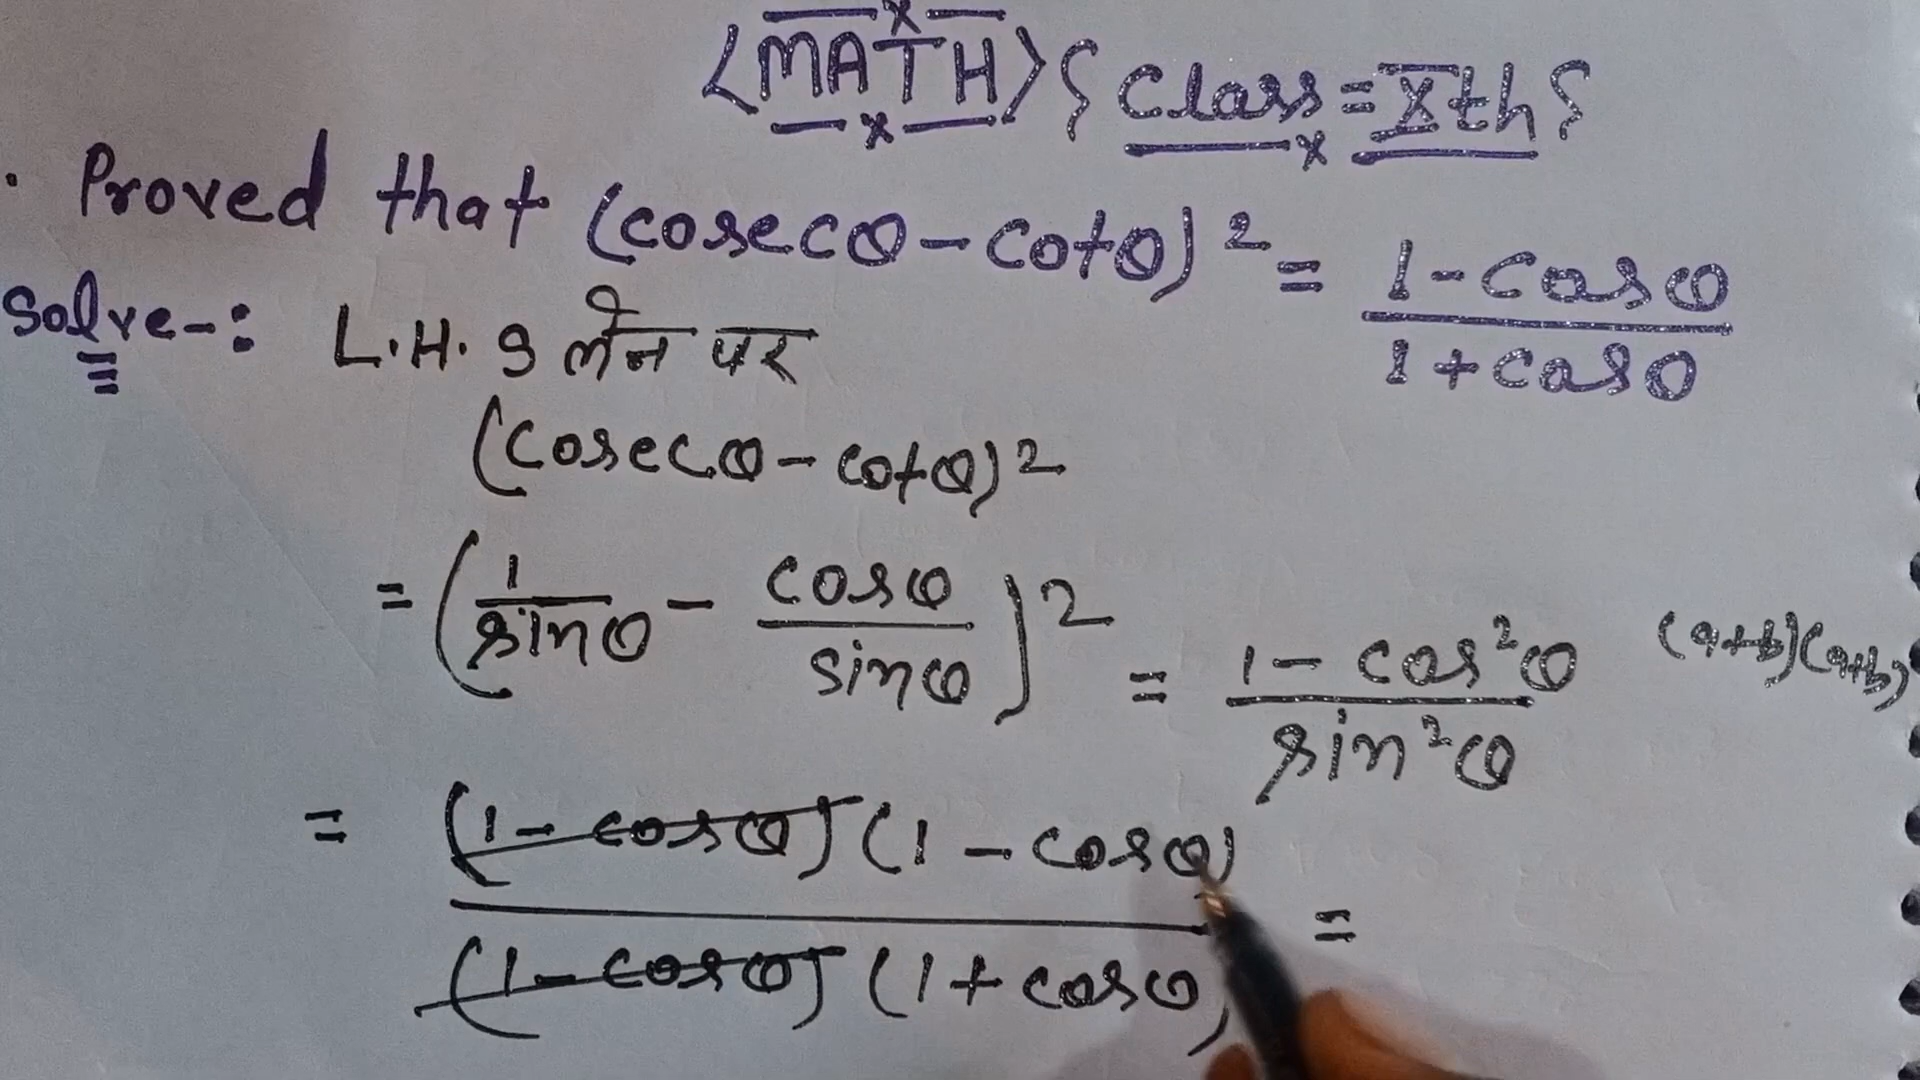 <MATH> { Class = Xth }
. Proved that (cosecθ - cotθ)² = 1 - cosθ / 1 + cosθ
Solve -: L.H.S लेन पर
(cosecθ - cotθ)²
= (1/sinθ - cosθ/sinθ)² = 1 - cos²θ / sin²θ (a+b)(a+b)
= (1 - cosθ)(1 - cosθ) / (1 - cosθ)(1 + cosθ) =